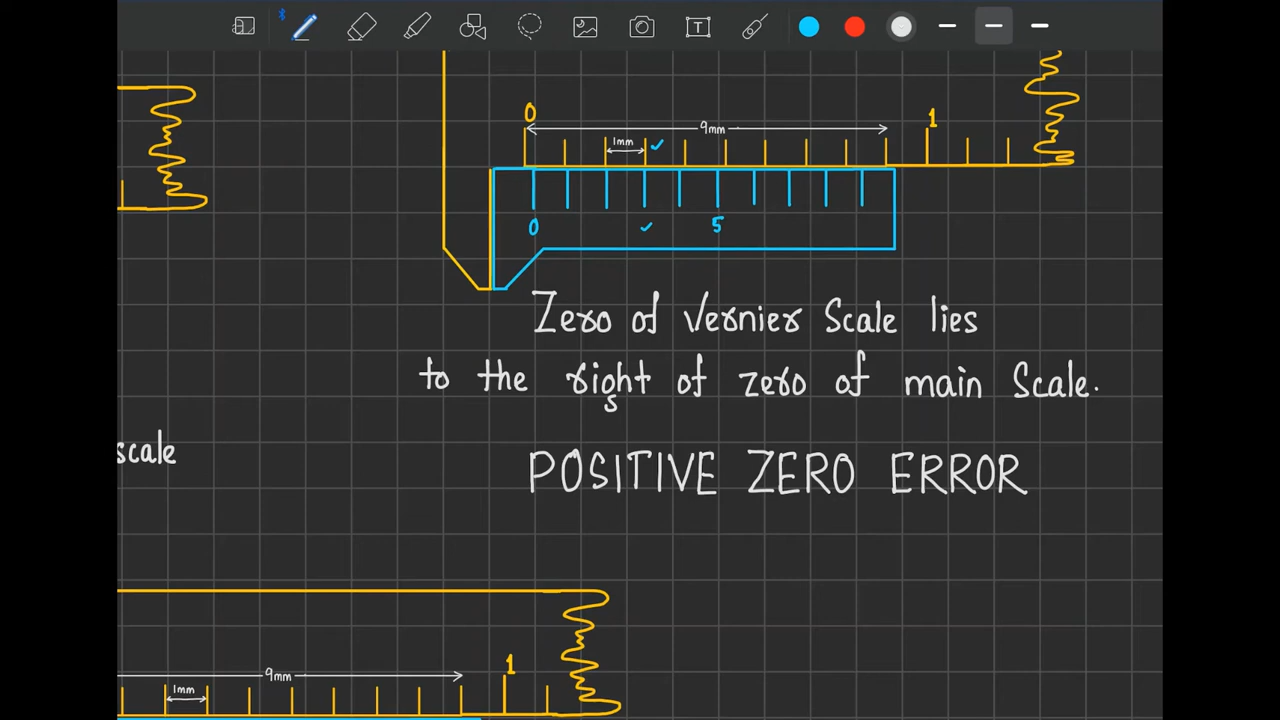 T
0
1
9mm
1mm
0
5
Zero of Vernier Scale lies
to the right of zero of main Scale.
scale
POSITIVE ZERO ERROR
1
9mm
1mm